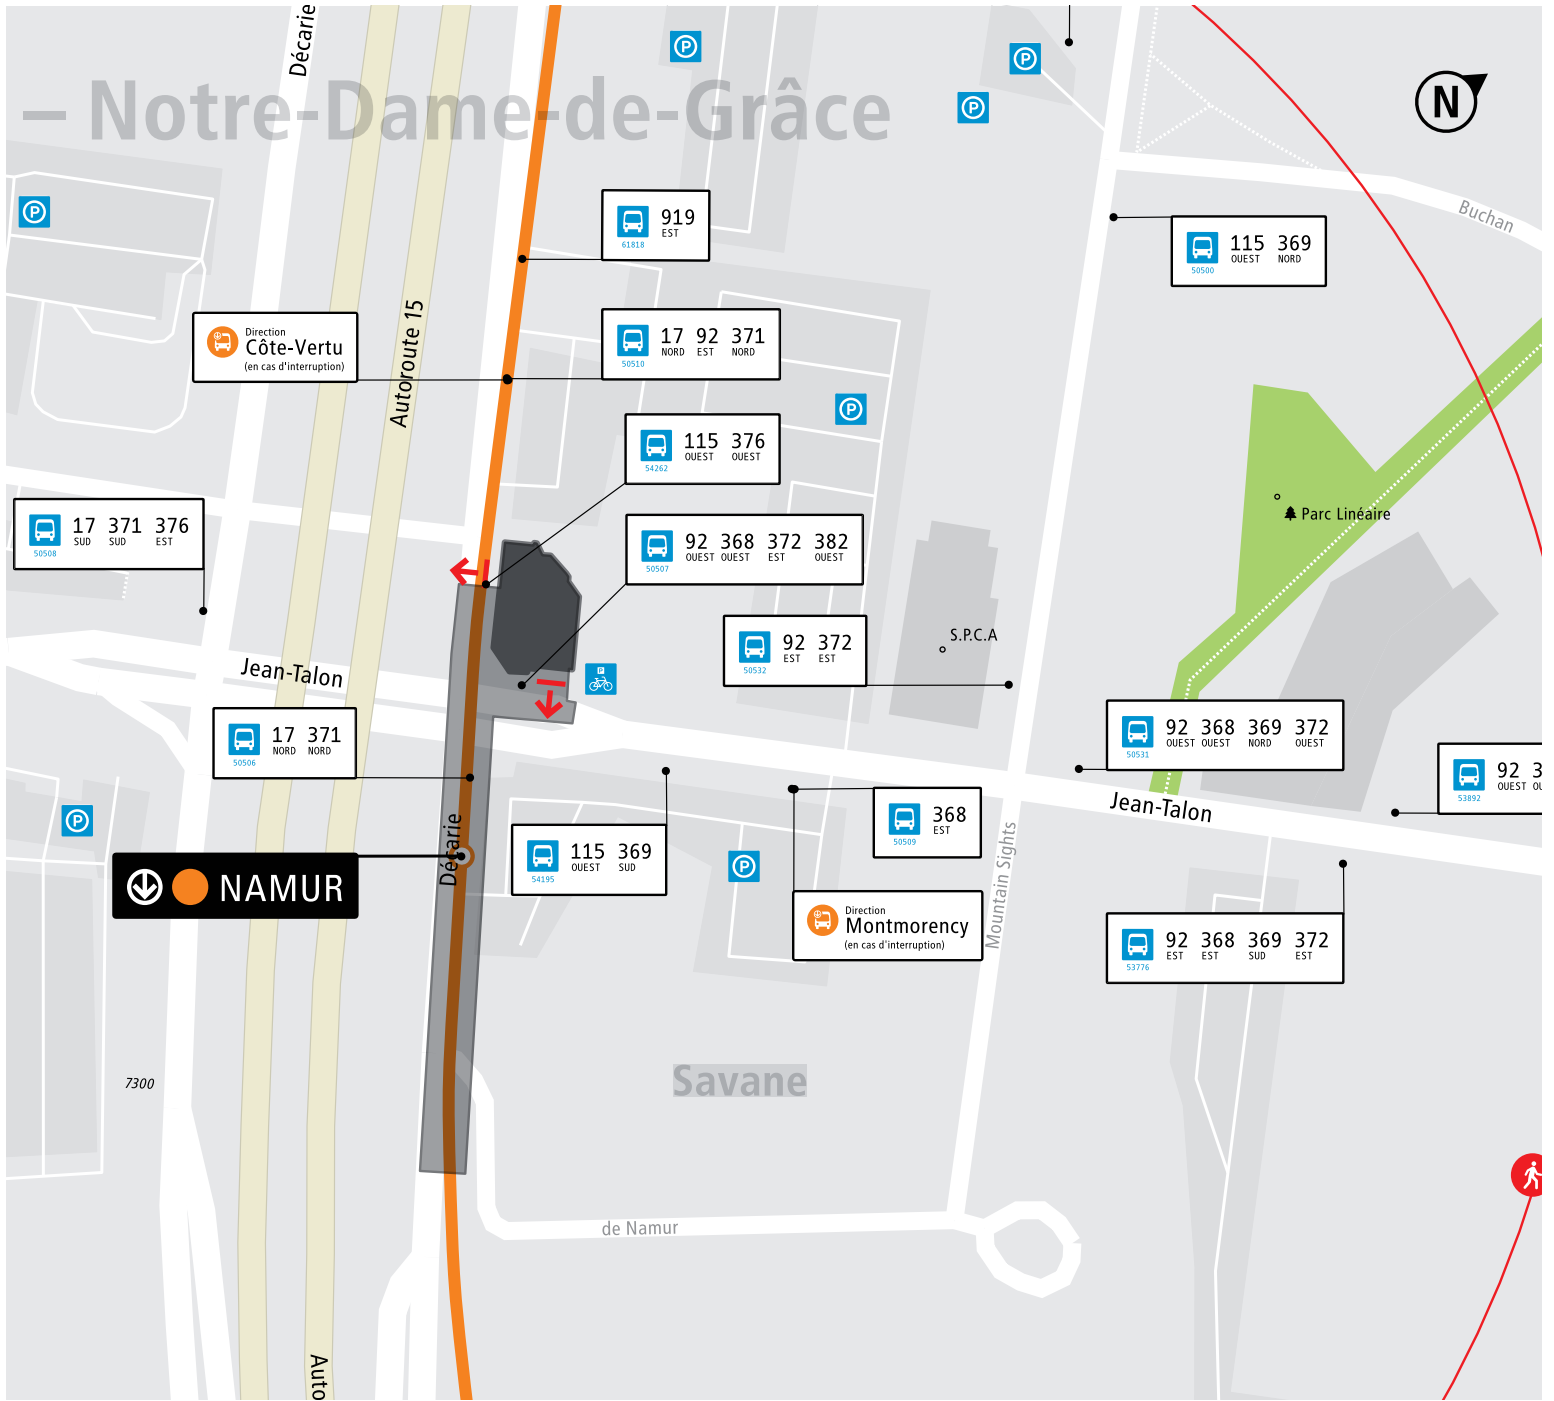 Décarie
– Notre-Dame-de-Grâce
P
P
P
P
N
Buchan
919
EST
61818
115 369
OUEST NORD
50500
Autoroute 15
Direction
Côte-Vertu
(en cas d'interruption)
17 92 371
NORD EST NORD
50510
P
115 376
OUEST OUEST
54262
17 371 376
SUD SUD EST
50508
92 368 372 382
OUEST OUEST EST OUEST
50507
Parc Linéaire
S.P.C.A
92 372
EST EST
50532
Jean-Talon
P
17 371
NORD NORD
50506
92 368 369 372
OUEST OUEST NORD OUEST
50531
92 3
OUEST OU
53892
Jean-Talon
P
Décarie
115 369
OUEST SUD
54195
P
368
EST
50509
Mountain Sights
NAMUR
Direction
Montmorency
(en cas d'interruption)
92 368 369 372
EST EST SUD EST
53776
7300
Savane
de Namur
Auto